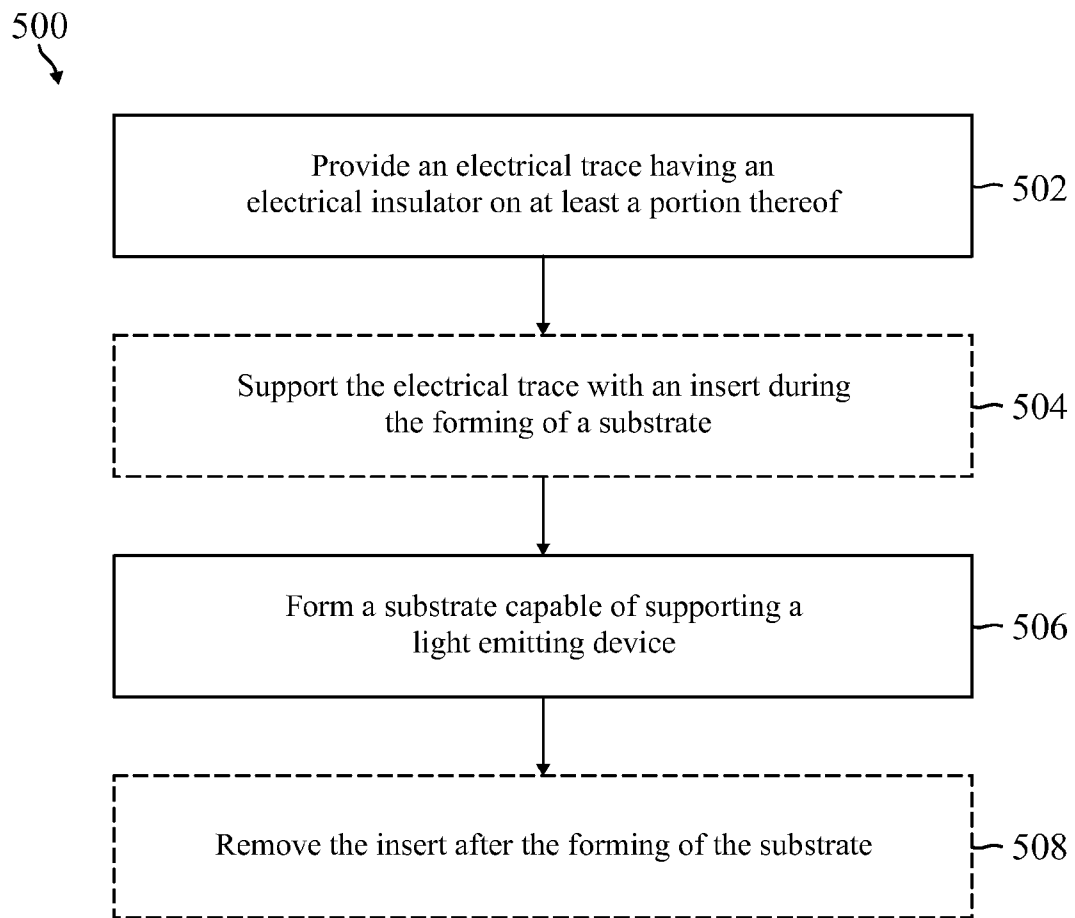 500
Provide an electrical trace having an
electrical insulator on at least a portion thereof
502
Support the electrical trace with an insert during
the forming of a substrate
504
Form a substrate capable of supporting a
light emitting device
506
Remove the insert after the forming of the substrate
508